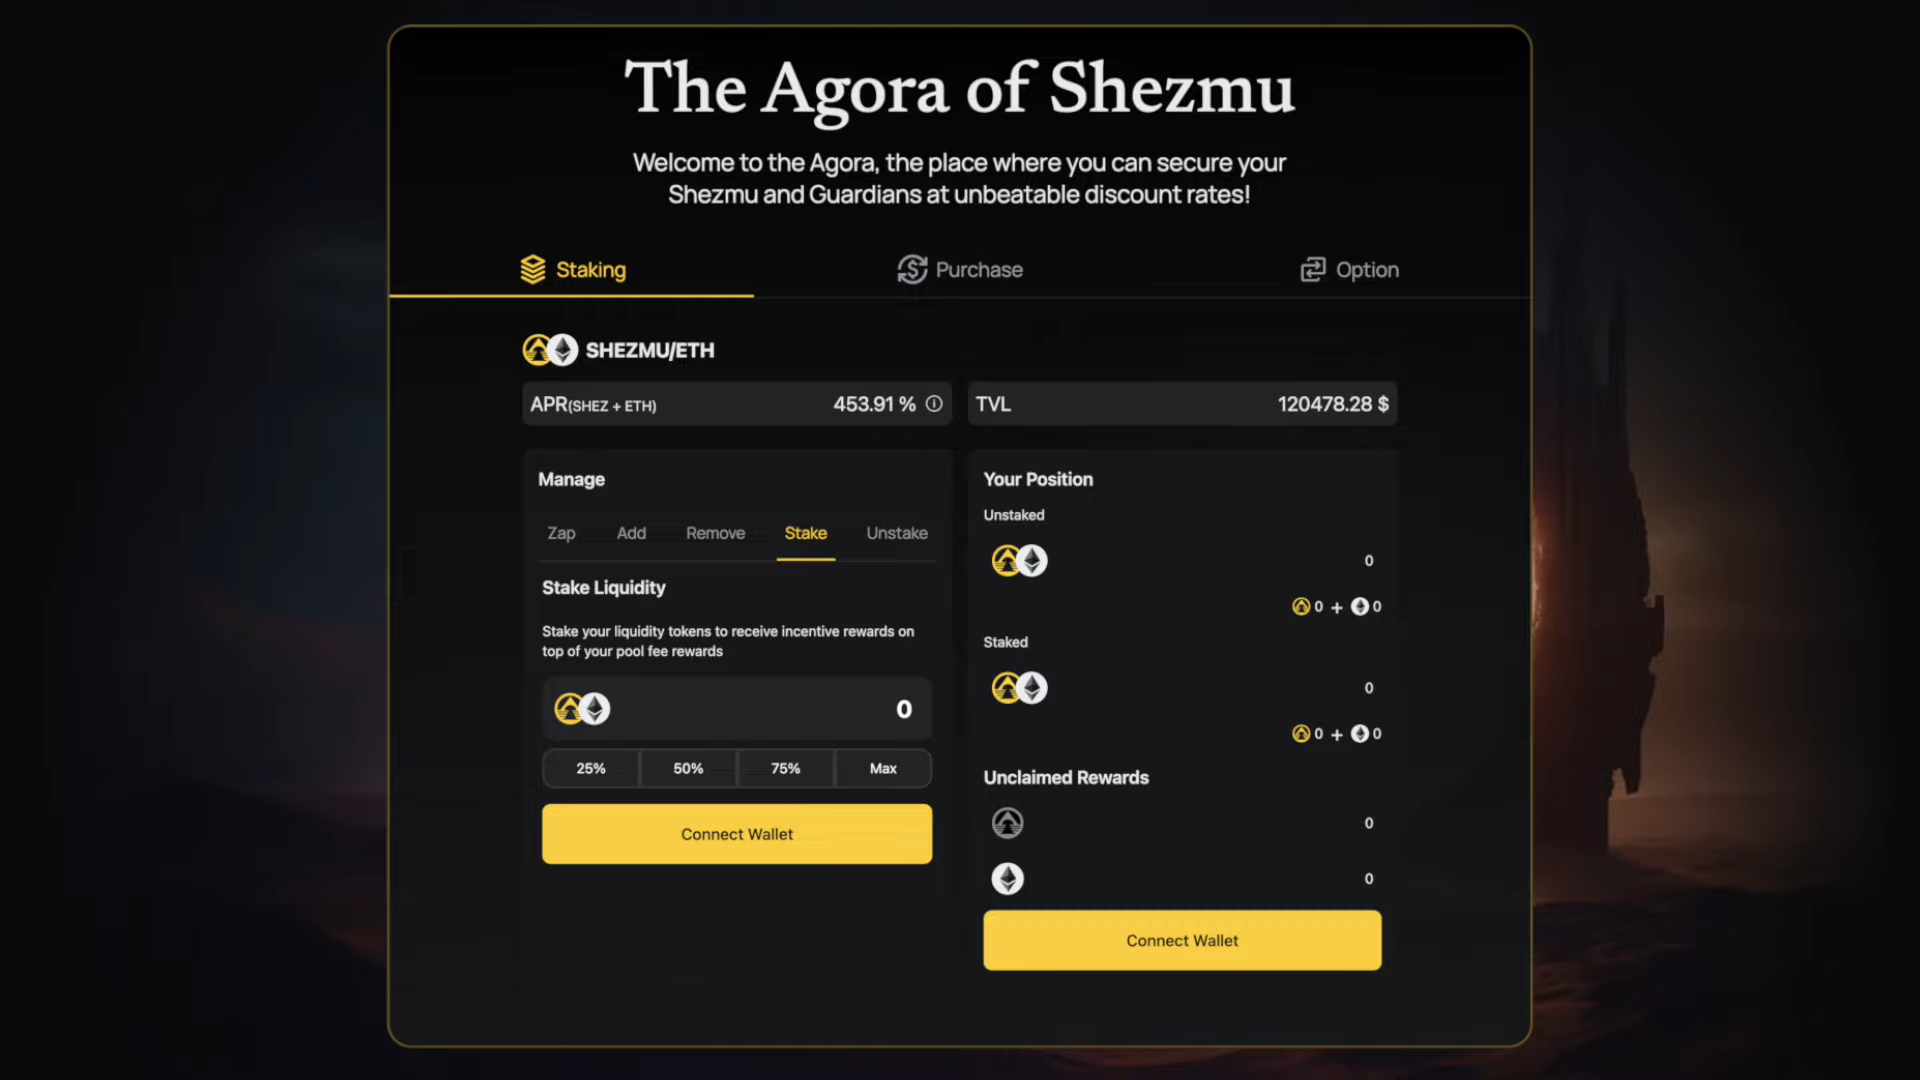 The Agora of Shezmu
Welcome to the Agora, the place where you can secure your
Shezmu and Guardians at unbeatable discount rates!
Staking
Purchase
Option
SHEZMU/ETH
APR(SHEZ + ETH) 453.91 %
TVL 120478.28 $
Manage
Zap Add Remove Stake Unstake
Stake Liquidity
Stake your liquidity tokens to receive incentive rewards on
top of your pool fee rewards
0
25% 50% 75% Max
Connect Wallet
Your Position
Unstaked
0
0 + 0
Staked
0
0 + 0
Unclaimed Rewards
0
0
Connect Wallet